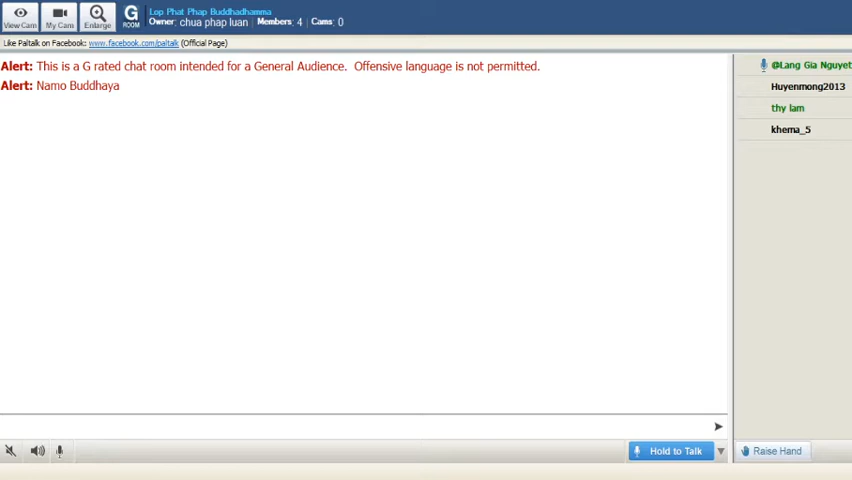 View Cam
My Cam
Enlarge
G
ROOM
Lop Phat Phap Buddhadhamma
Owner: chua phap luan Members: 4 Cams: 0
Like Paltalk on Facebook: www.facebook.com/paltalk (Official Page)
Alert: This is a G rated chat room intended for a General Audience. Offensive language is not permitted.
Alert: Namo Buddhaya
@Lang Gia Nguyet
Huyenmong2013
thy lam
khema_5
Hold to Talk
Raise Hand